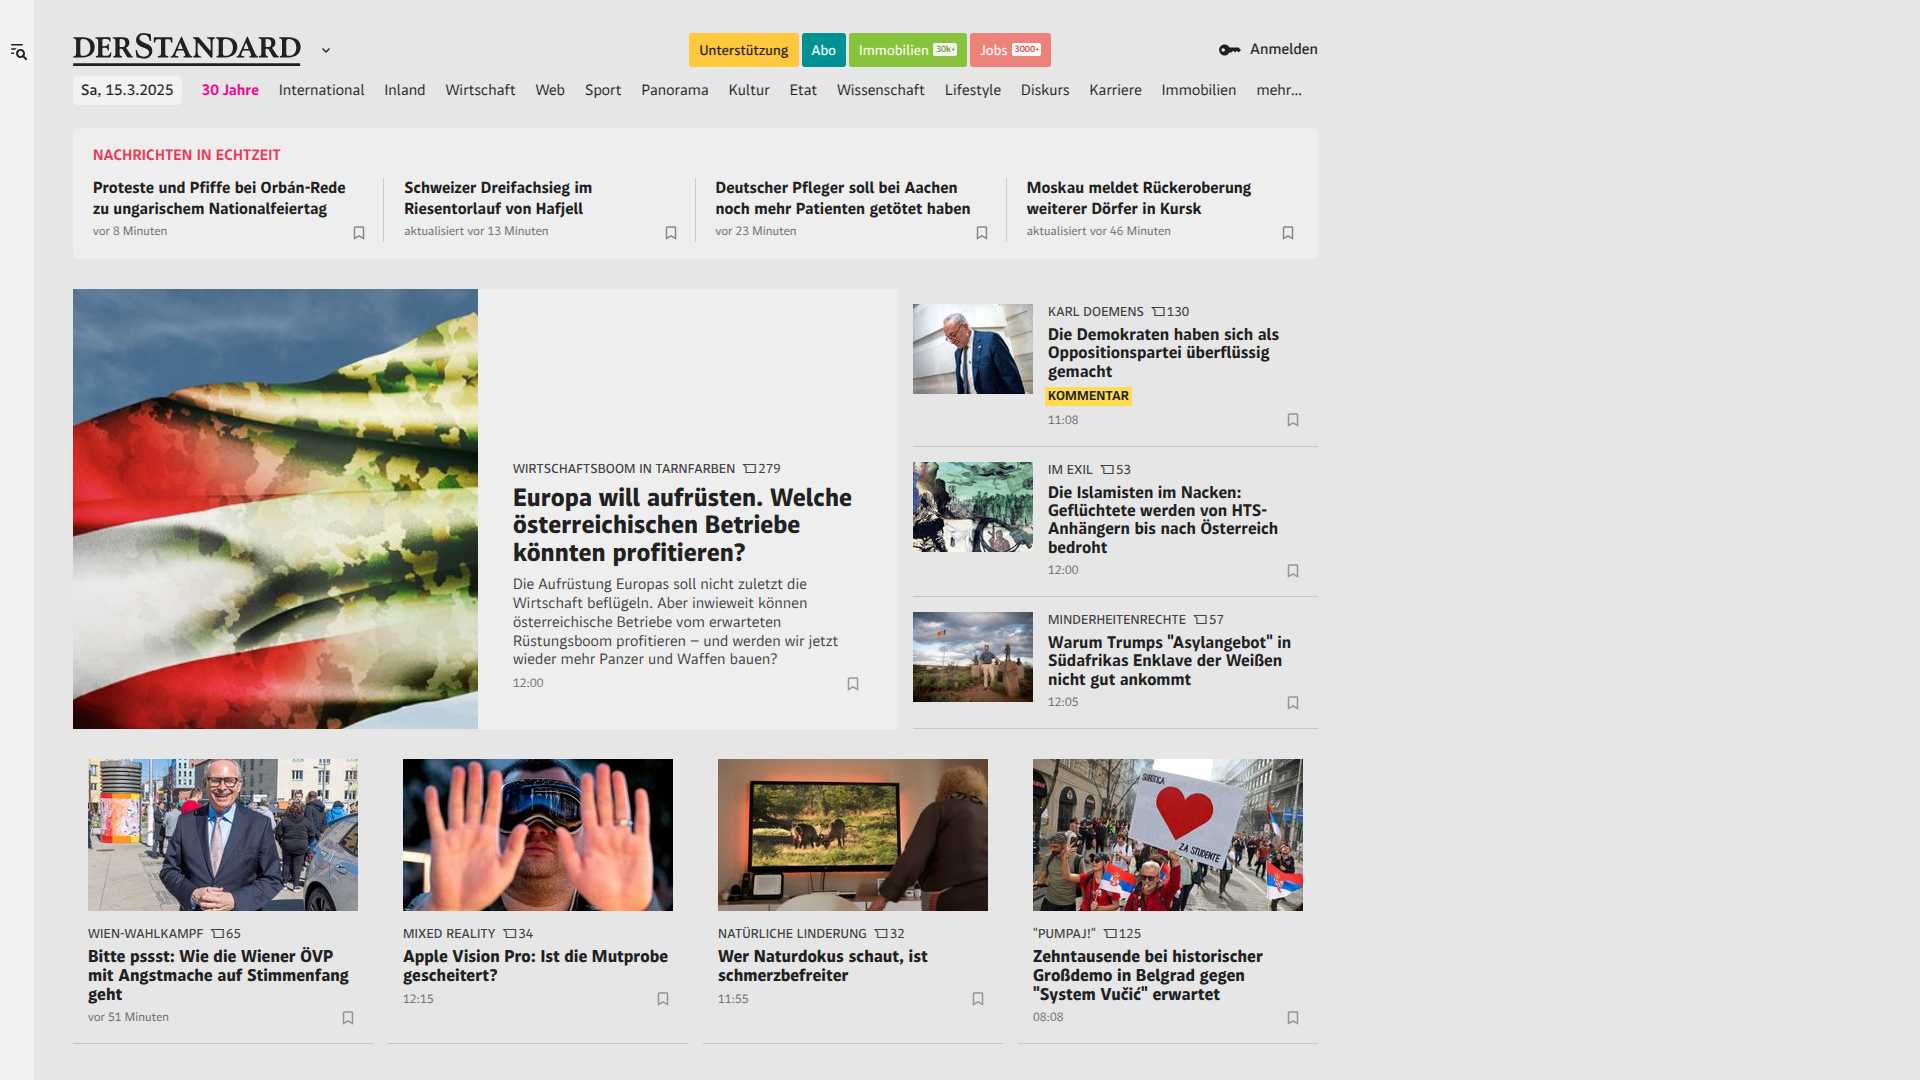 DERSTANDARD
Unterstützung
Abo
Immobilien 30k+
Jobs 3000+
Anmelden
Sa, 15.3.2025
30 Jahre
International
Inland
Wirtschaft
Web
Sport
Panorama
Kultur
Etat
Wissenschaft
Lifestyle
Diskurs
Karriere
Immobilien
mehr...
NACHRICHTEN IN ECHTZEIT
Proteste und Pfiffe bei Orbán-Rede
zu ungarischem Nationalfeiertag
vor 8 Minuten
Schweizer Dreifachsieg im
Riesentorlauf von Hafjell
aktualisiert vor 13 Minuten
Deutscher Pfleger soll bei Aachen
noch mehr Patienten getötet haben
vor 23 Minuten
Moskau meldet Rückeroberung
weiterer Dörfer in Kursk
aktualisiert vor 46 Minuten
WIRTSCHAFTSBOOM IN TARNFARBEN 279
Europa will aufrüsten. Welche
österreichischen Betriebe
könnten profitieren?
Die Aufrüstung Europas soll nicht zuletzt die
Wirtschaft beflügeln. Aber inwieweit können
österreichische Betriebe vom erwarteten
Rüstungsboom profitieren – und werden wir jetzt
wieder mehr Panzer und Waffen bauen?
12:00
KARL DOEMENS 130
Die Demokraten haben sich als
Oppositionspartei überflüssig
gemacht
KOMMENTAR
11:08
IM EXIL 53
Die Islamisten im Nacken:
Geflüchtete werden von HTS-
Anhängern bis nach Österreich
bedroht
12:00
MINDERHEITENRECHTE 57
Warum Trumps "Asylangebot" in
Südafrikas Enklave der Weißen
nicht gut ankommt
12:05
WIEN-WAHLKAMPF 65
Bitte pssst: Wie die Wiener ÖVP
mit Angstmache auf Stimmenfang
geht
vor 51 Minuten
MIXED REALITY 34
Apple Vision Pro: Ist die Mutprobe
gescheitert?
12:15
NATÜRLICHE LINDERUNG 32
Wer Naturdokus schaut, ist
schmerzbefreiter
11:55
SUBOTICA
ZA STUDENTE
"PUMPAJ!" 125
Zehntausende bei historischer
Großdemo in Belgrad gegen
"System Vučić" erwartet
08:08